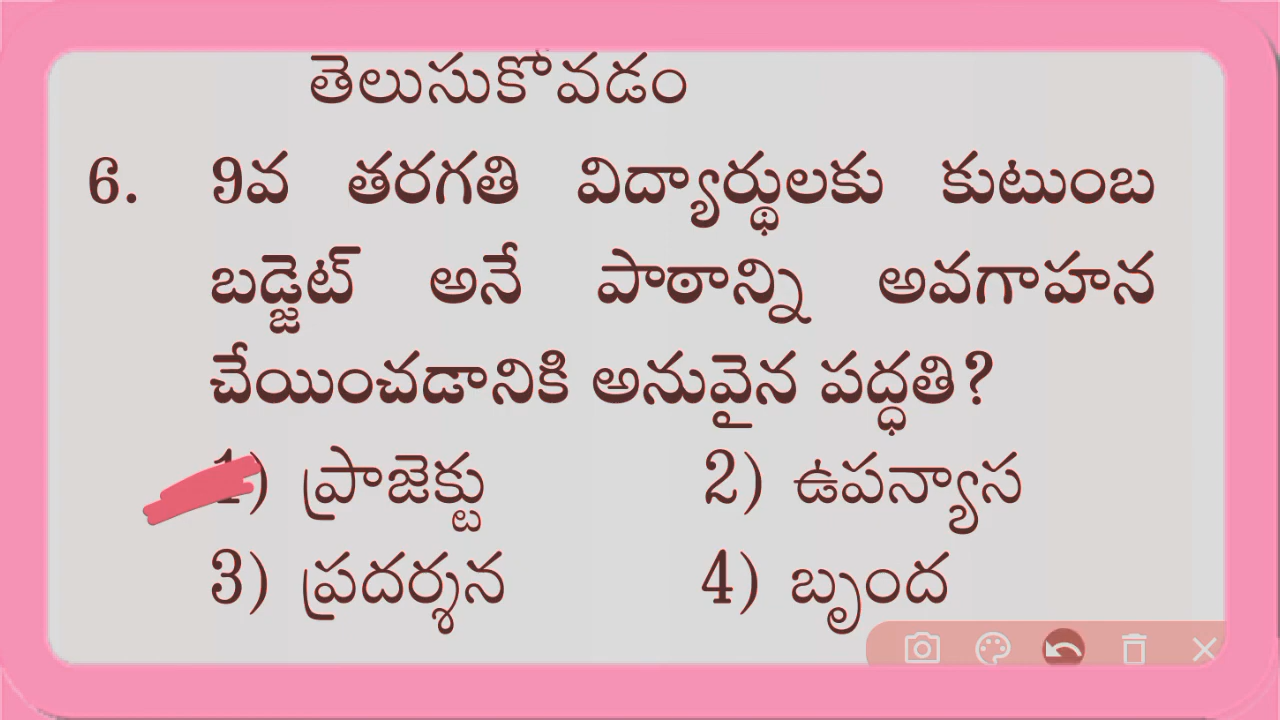 తెలుసుకోవడం
6. 9వ తరగతి విద్యార్థులకు కుటుంబ
బడ్జెట్ అనే పాఠాన్ని అవగాహన
చేయించడానికి అనువైన పద్ధతి?
1) ప్రాజెక్టు 2) ఉపన్యాస
3) ప్రదర్శన 4) బృంద